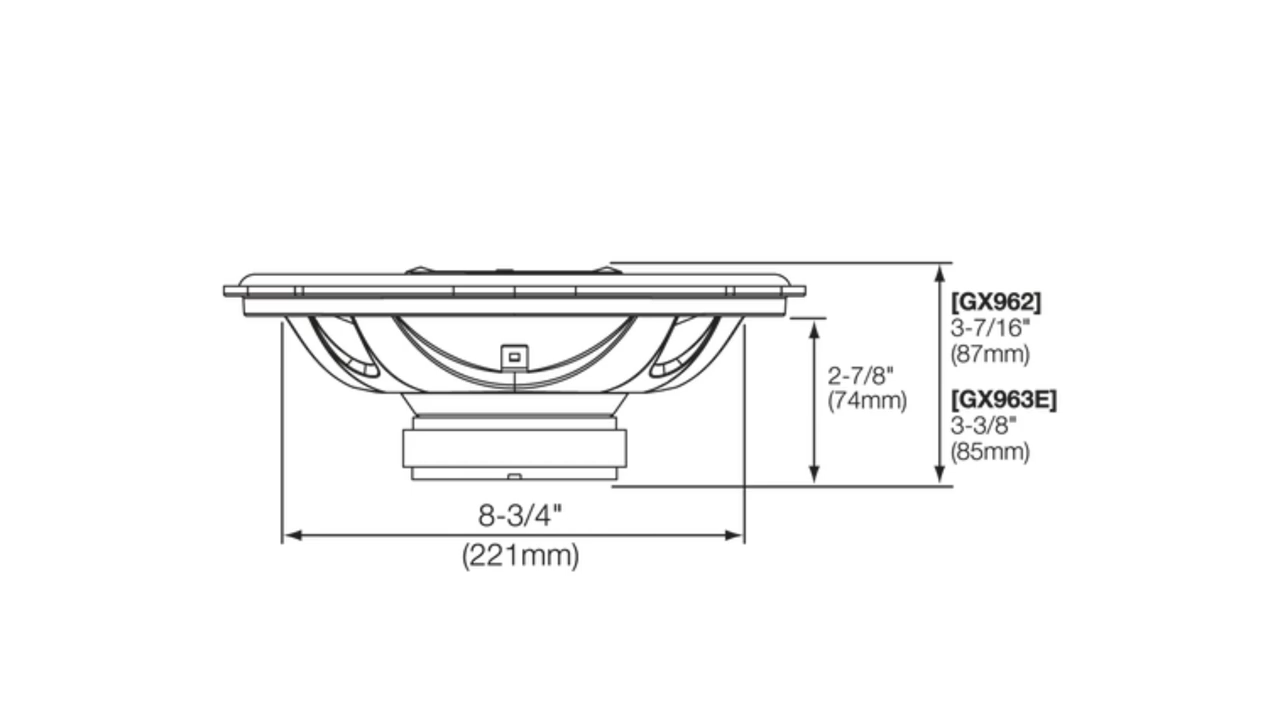 [GX962]
3-7/16"
(87mm)
2-7/8"
(74mm)
[GX963E]
3-3/8"
(85mm)
8-3/4"
(221mm)